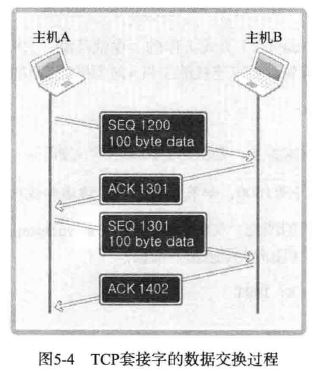 主机A
主机B
SEQ 1200
100 byte data
ACK 1301
SEQ 1301
100 byte data
ACK 1402
图5-4 TCP套接字的数据交换过程